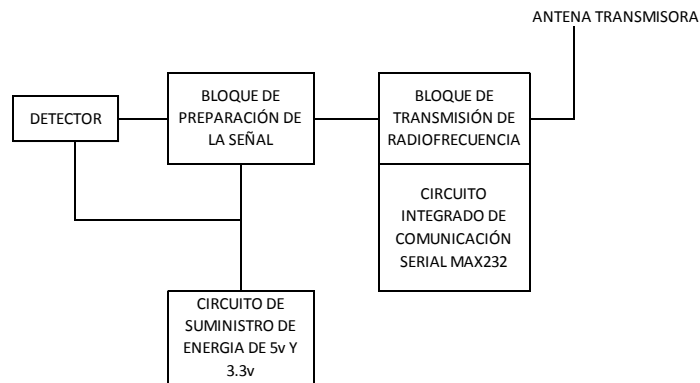 ANTENA TRANSMISORA
DETECTOR
BLOQUE DE
PREPARACIÓN DE
LA SEÑAL
BLOQUE DE
TRANSMISIÓN DE
RADIOFRECUENCIA
CIRCUITO
INTEGRADO DE
COMUNICACIÓN
SERIAL MAX232
CIRCUITO DE
SUMINISTRO DE
ENERGIA DE 5v Y
3.3v